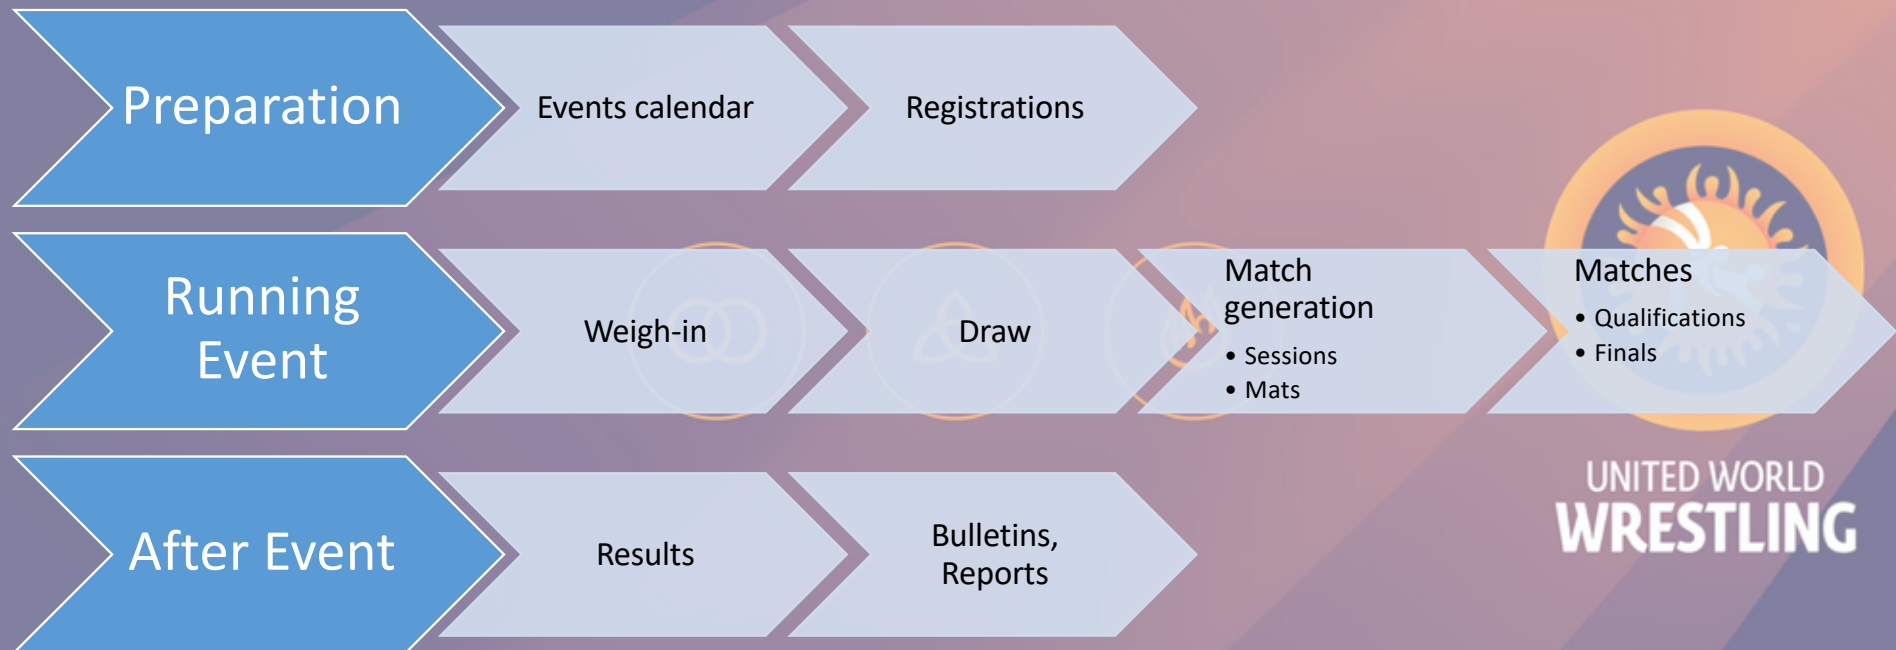 Preparation
Events calendar
Registrations
Running
Event
Weigh-in
Draw
Match
generation
• Sessions
• Mats
Matches
• Qualifications
• Finals
After Event
Results
Bulletins,
Reports
UNITED WORLD
WRESTLING